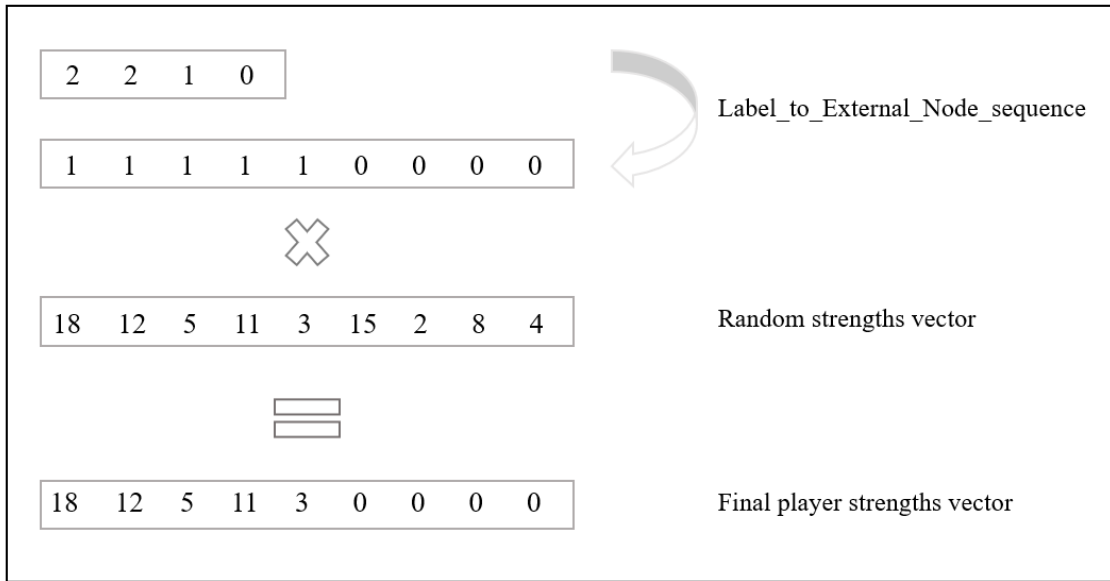 2 2 1 0
Label_to_External_Node_sequence
1 1 1 1 1 0 0 0 0
18 12 5 11 3 15 2 8 4
Random strengths vector
18 12 5 11 3 0 0 0 0
Final player strengths vector